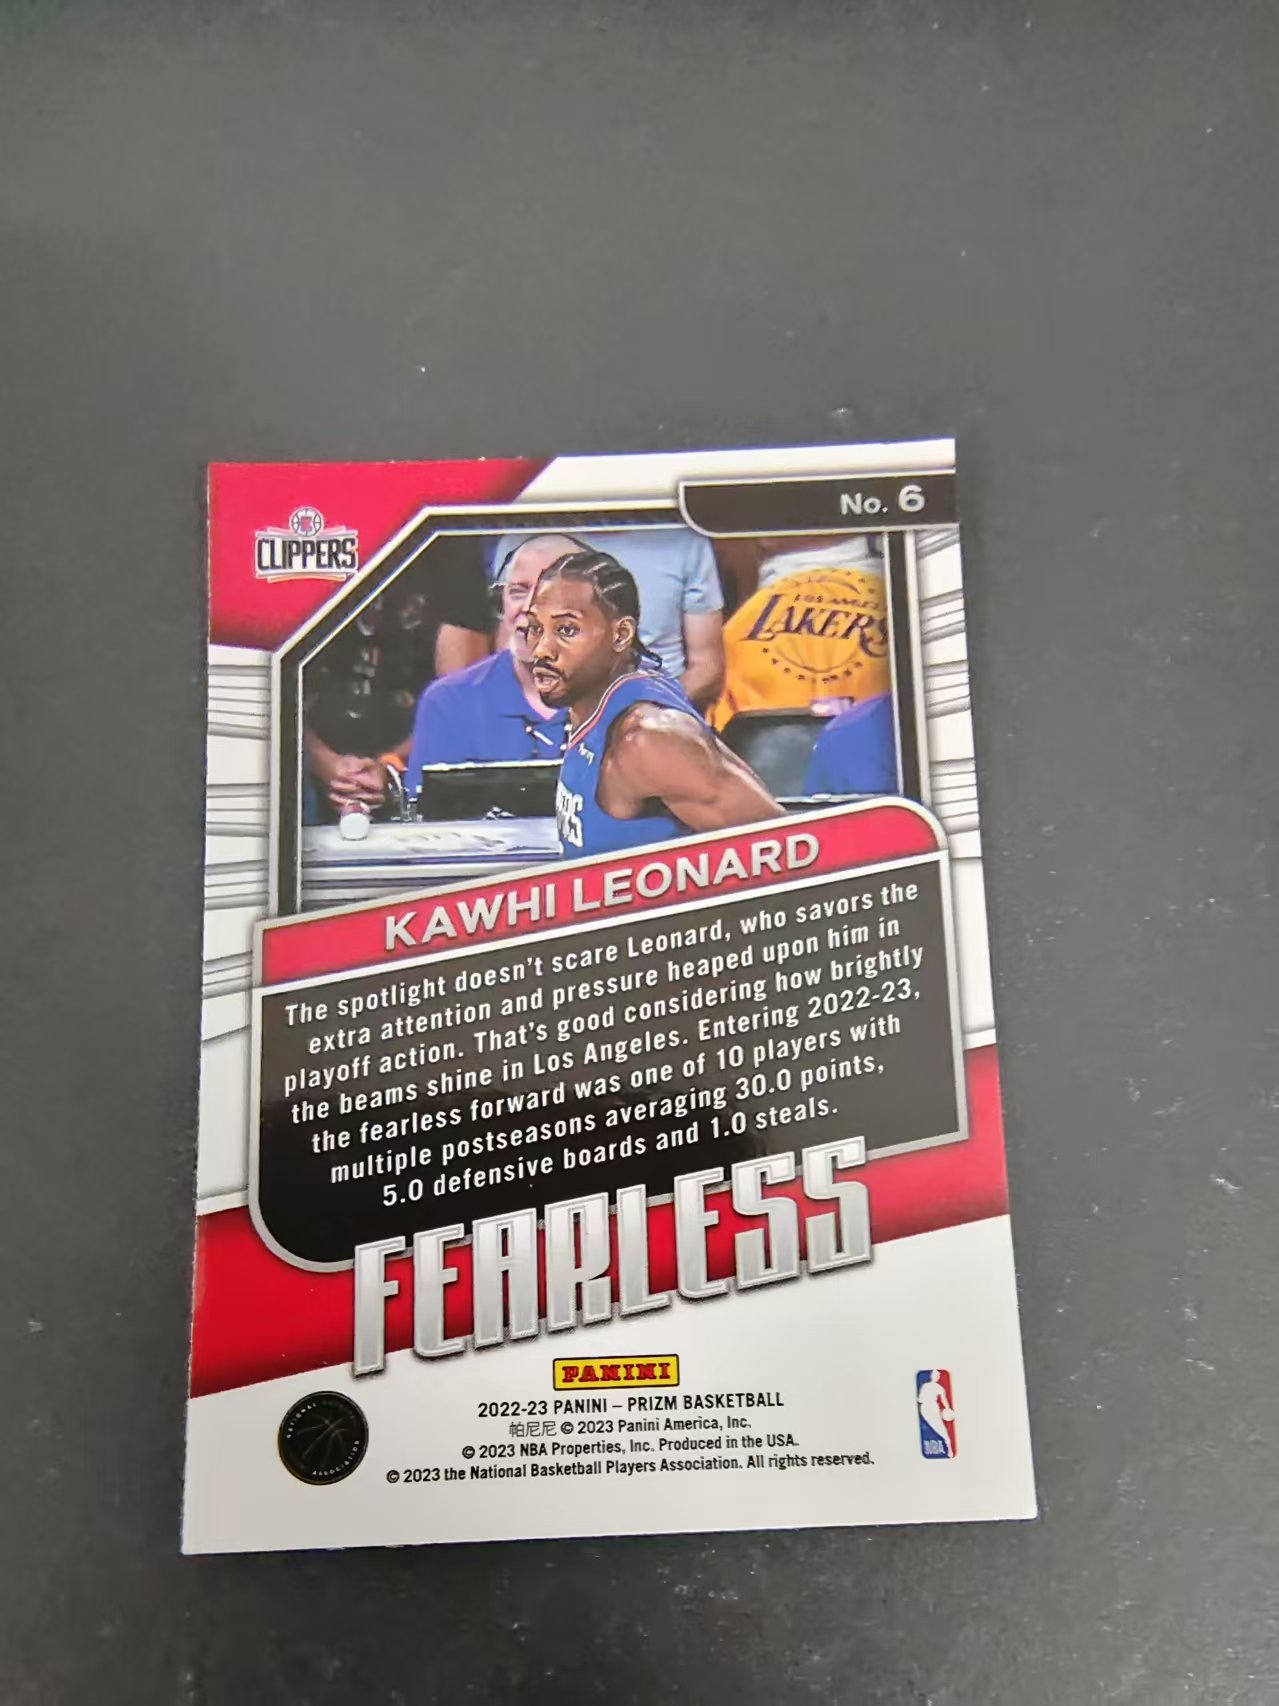 No. 6
CLIPPERS
LOS ANGELES
LAKERS
KAWHI LEONARD
The spotlight doesn't scare Leonard, who savors the
extra attention and pressure heaped upon him in
playoff action. That's good considering how brightly
the beams shine in Los Angeles. Entering 2022-23,
the fearless forward was one of 10 players with
multiple postseasons averaging 30.0 points,
5.0 defensive boards and 1.0 steals.
FEARLESS
PANINI
2022-23 PANINI – PRIZM BASKETBALL
帕尼尼 © 2023 Panini America, Inc.
© 2023 NBA Properties, Inc. Produced in the USA.
© 2023 the National Basketball Players Association. All rights reserved.
NBA